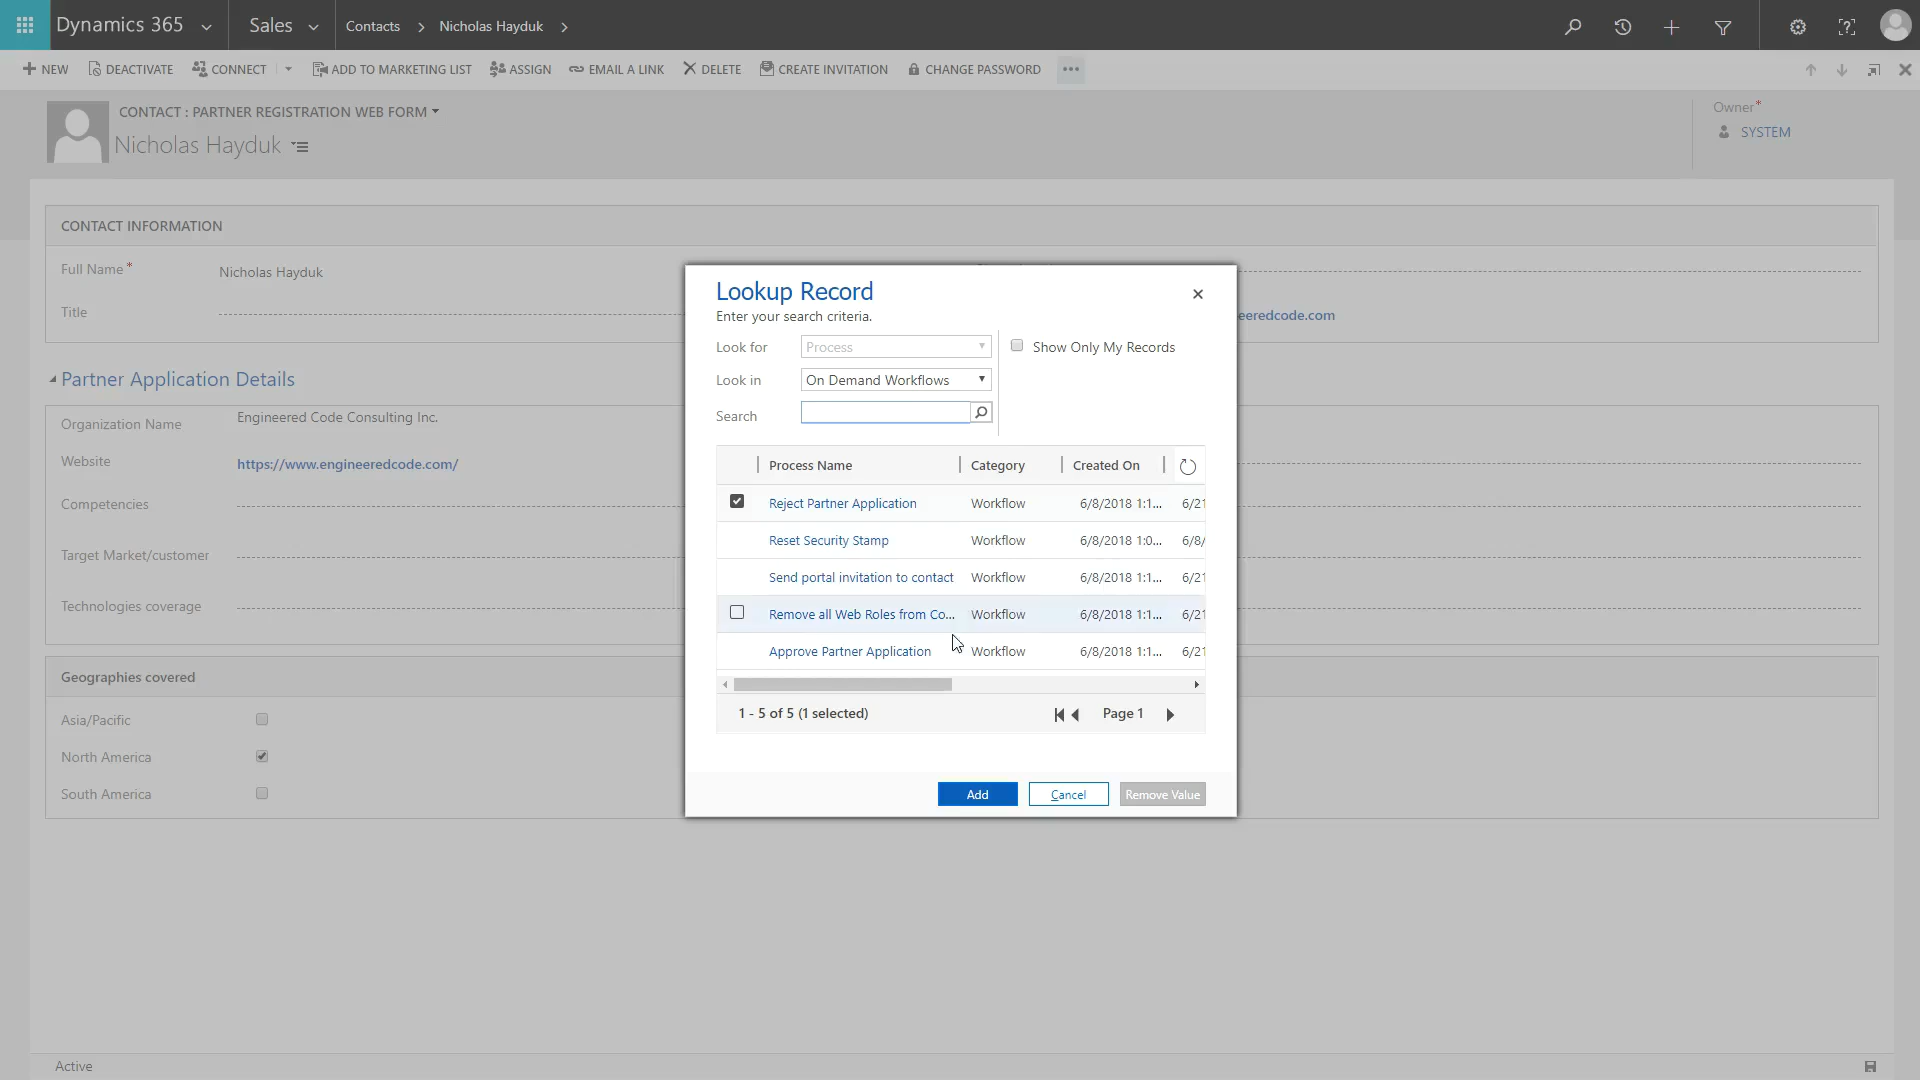 Dynamics 365 Sales Contacts > Nicholas Hayduk >
NEW DEACTIVATE CONNECT ADD TO MARKETING LIST ASSIGN EMAIL A LINK DELETE CREATE INVITATION CHANGE PASSWORD •••
CONTACT : PARTNER REGISTRATION WEB FORM
Nicholas Hayduk
Owner*
SYSTEM
CONTACT INFORMATION
Full Name* Nicholas Hayduk
Title
eeredcode.com
Partner Application Details
Organization Name Engineered Code Consulting Inc.
Website https://www.engineeredcode.com/
Competencies
Target Market/customer
Technologies coverage
Geographies covered
Asia/Pacific
North America
South America
Active
Lookup Record
Enter your search criteria.
Look for Process
Show Only My Records
Look in On Demand Workflows
Search
Process Name Category Created On
Reject Partner Application Workflow 6/8/2018 1:1... 6/21
Reset Security Stamp Workflow 6/8/2018 1:0... 6/8/
Send portal invitation to contact Workflow 6/8/2018 1:1... 6/21
Remove all Web Roles from Co... Workflow 6/8/2018 1:1... 6/21
Approve Partner Application Workflow 6/8/2018 1:1... 6/21
1 - 5 of 5 (1 selected) Page 1
Add Cancel Remove Value